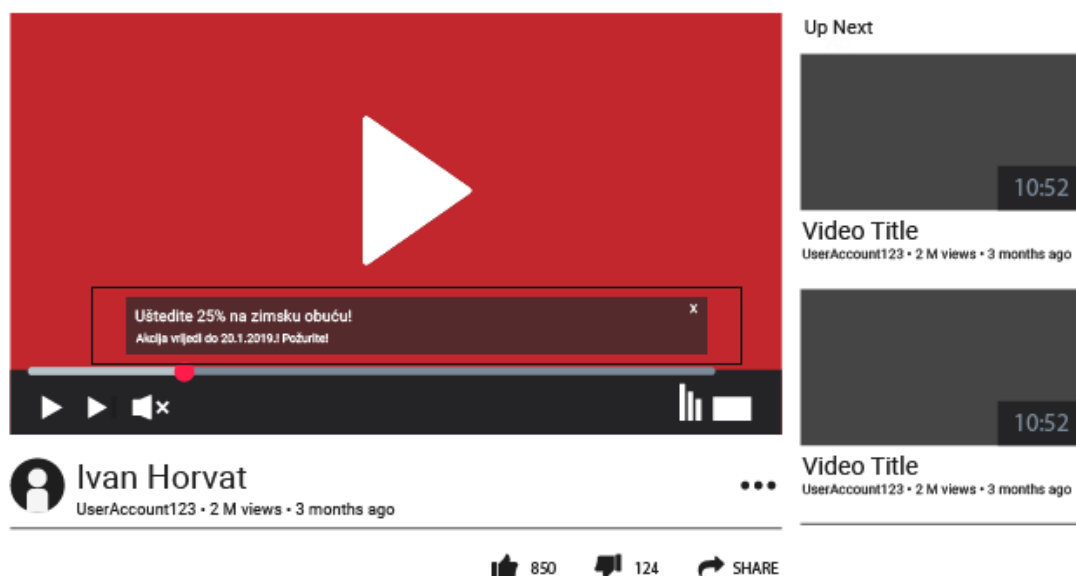 Up Next
10:52
Video Title
UserAccount123 • 2 M views • 3 months ago
10:52
Video Title
UserAccount123 • 2 M views • 3 months ago
Uštedite 25% na zimsku obuću!
x
Akcija vrijedi do 20.1.2019.! Požurite!
Ivan Horvat
UserAccount123 • 2 M views • 3 months ago
850
124
SHARE